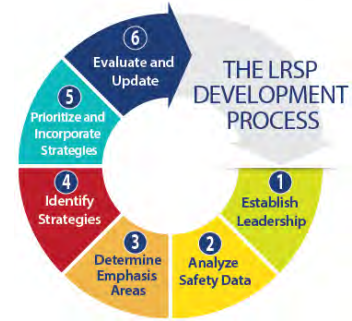 THE LRSP
DEVELOPMENT
PROCESS
1
Establish
Leadership
2
Analyze
Safety Data
3
Determine
Emphasis
Areas
4
Identify
Strategies
5
Prioritize and
Incorporate
Strategies
6
Evaluate and
Update